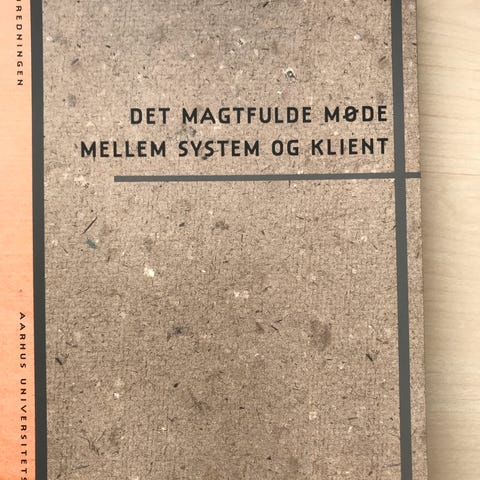 DET MAGTFULDE MØDE
MELLEM SYSTEM OG KLIENT
AARHUS UNIVERSITETS